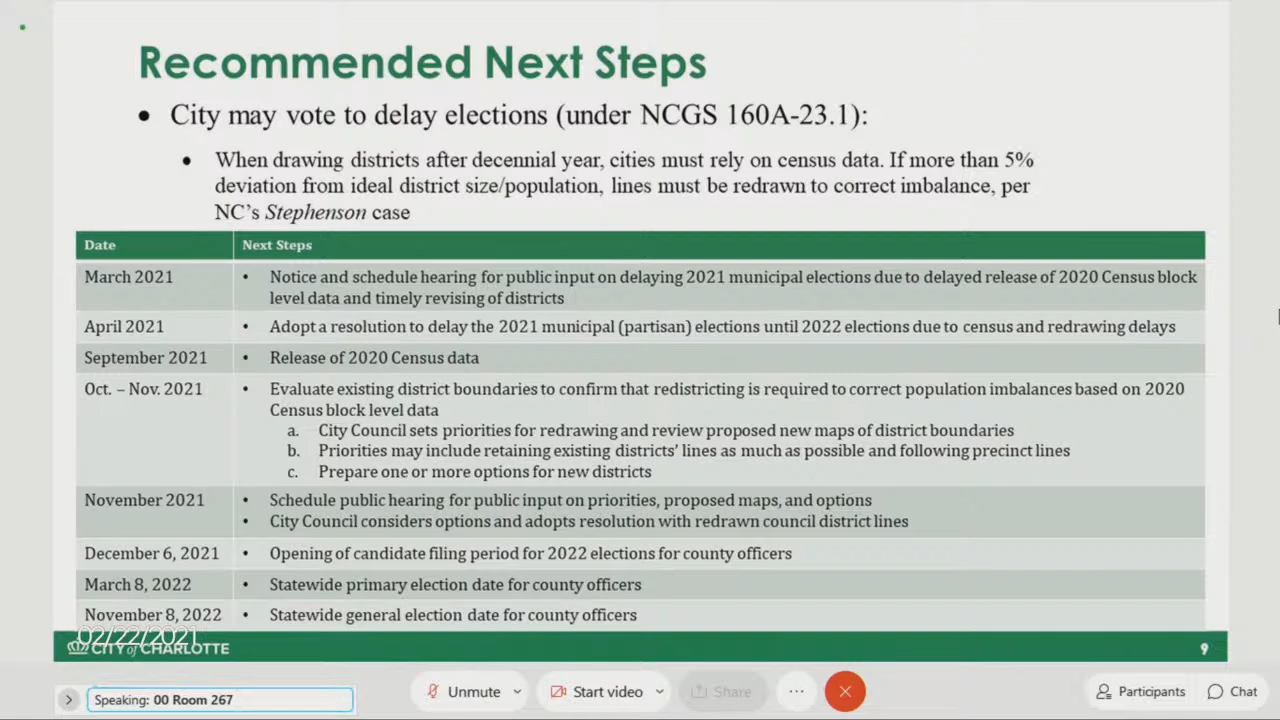 Recommended Next Steps
• City may vote to delay elections (under NCGS 160A-23.1):
• When drawing districts after decennial year, cities must rely on census data. If more than 5%
deviation from ideal district size/population, lines must be redrawn to correct imbalance, per
NC's Stephenson case
Date Next Steps
March 2021 • Notice and schedule hearing for public input on delaying 2021 municipal elections due to delayed release of 2020 Census block
level data and timely revising of districts
April 2021 • Adopt a resolution to delay the 2021 municipal (partisan) elections until 2022 elections due to census and redrawing delays
September 2021 • Release of 2020 Census data
Oct. – Nov. 2021 • Evaluate existing district boundaries to confirm that redistricting is required to correct population imbalances based on 2020
Census block level data
a. City Council sets priorities for redrawing and review proposed new maps of district boundaries
b. Priorities may include retaining existing districts' lines as much as possible and following precinct lines
c. Prepare one or more options for new districts
November 2021 • Schedule public hearing for public input on priorities, proposed maps, and options
• City Council considers options and adopts resolution with redrawn council district lines
December 6, 2021 • Opening of candidate filing period for 2022 elections for county officers
March 8, 2022 • Statewide primary election date for county officers
November 8, 2022 • Statewide general election date for county officers
02/22/2021
CITY of CHARLOTTE 9
Speaking: 00 Room 267
Unmute Start video Share ... Participants Chat